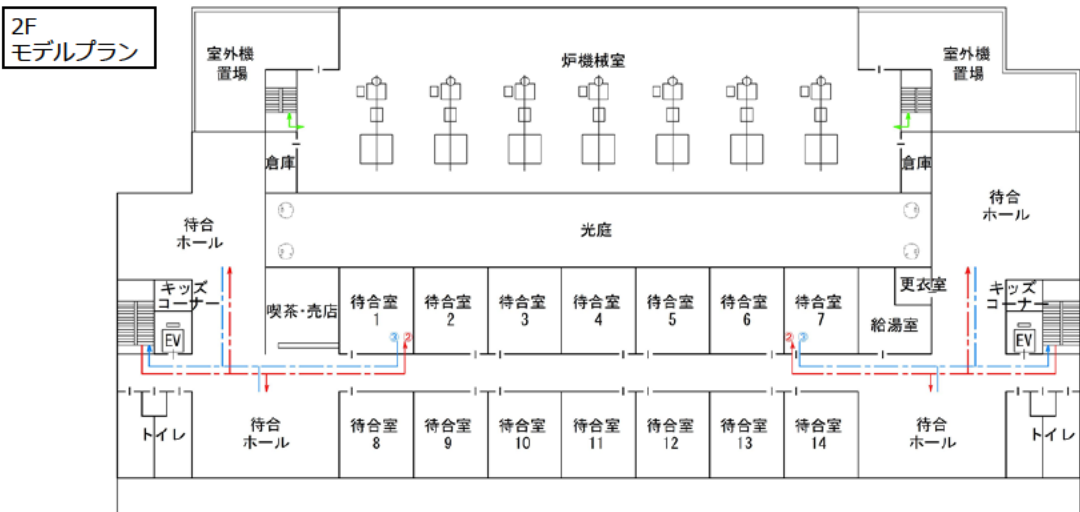 2F
モデルプラン
室外機
置場
炉機械室
室外機
置場
倉庫
倉庫
待合
ホール
光庭
待合
ホール
キッズ
コーナー
EV
喫茶・売店
待合室
1
待合室
2
待合室
3
待合室
4
待合室
5
待合室
6
待合室
7
更衣室
給湯室
キッズ
コーナー
EV
③
②
②
③
トイレ
待合
ホール
待合室
8
待合室
9
待合室
10
待合室
11
待合室
12
待合室
13
待合室
14
待合
ホール
トイレ